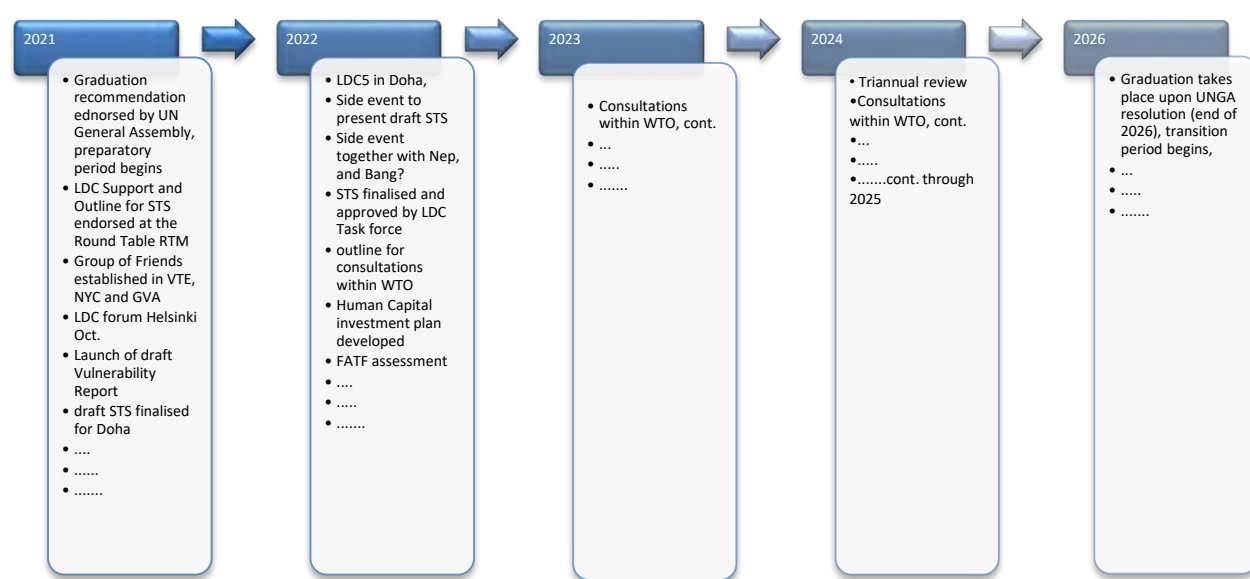 2021
• Graduation
recommendation
ednorsed by UN
General Assembly,
preparatory
period begins
• LDC Support and
Outline for STS
endorsed at the
Round Table RTM
• Group of Friends
established in VTE,
NYC and GVA
• LDC forum Helsinki
Oct.
• Launch of draft
Vulnerability
Report
• draft STS finalised
for Doha
• ....
• ......
• .......
2022
• LDC5 in Doha,
• Side event to
present draft STS
• Side event
together with Nep,
and Bang?
• STS finalised and
approved by LDC
Task force
• outline for
consultations
within WTO
• Human Capital
investment plan
developed
• FATF assessment
• ....
• .....
• .......
2023
• Consultations
within WTO, cont.
• ...
• .....
• .......
2024
• Triannual review
•Consultations
within WTO, cont.
•...
•.....
•.......cont. through
2025
2026
• Graduation takes
place upon UNGA
resolution (end of
2026), transition
period begins,
• ...
• .....
• .......